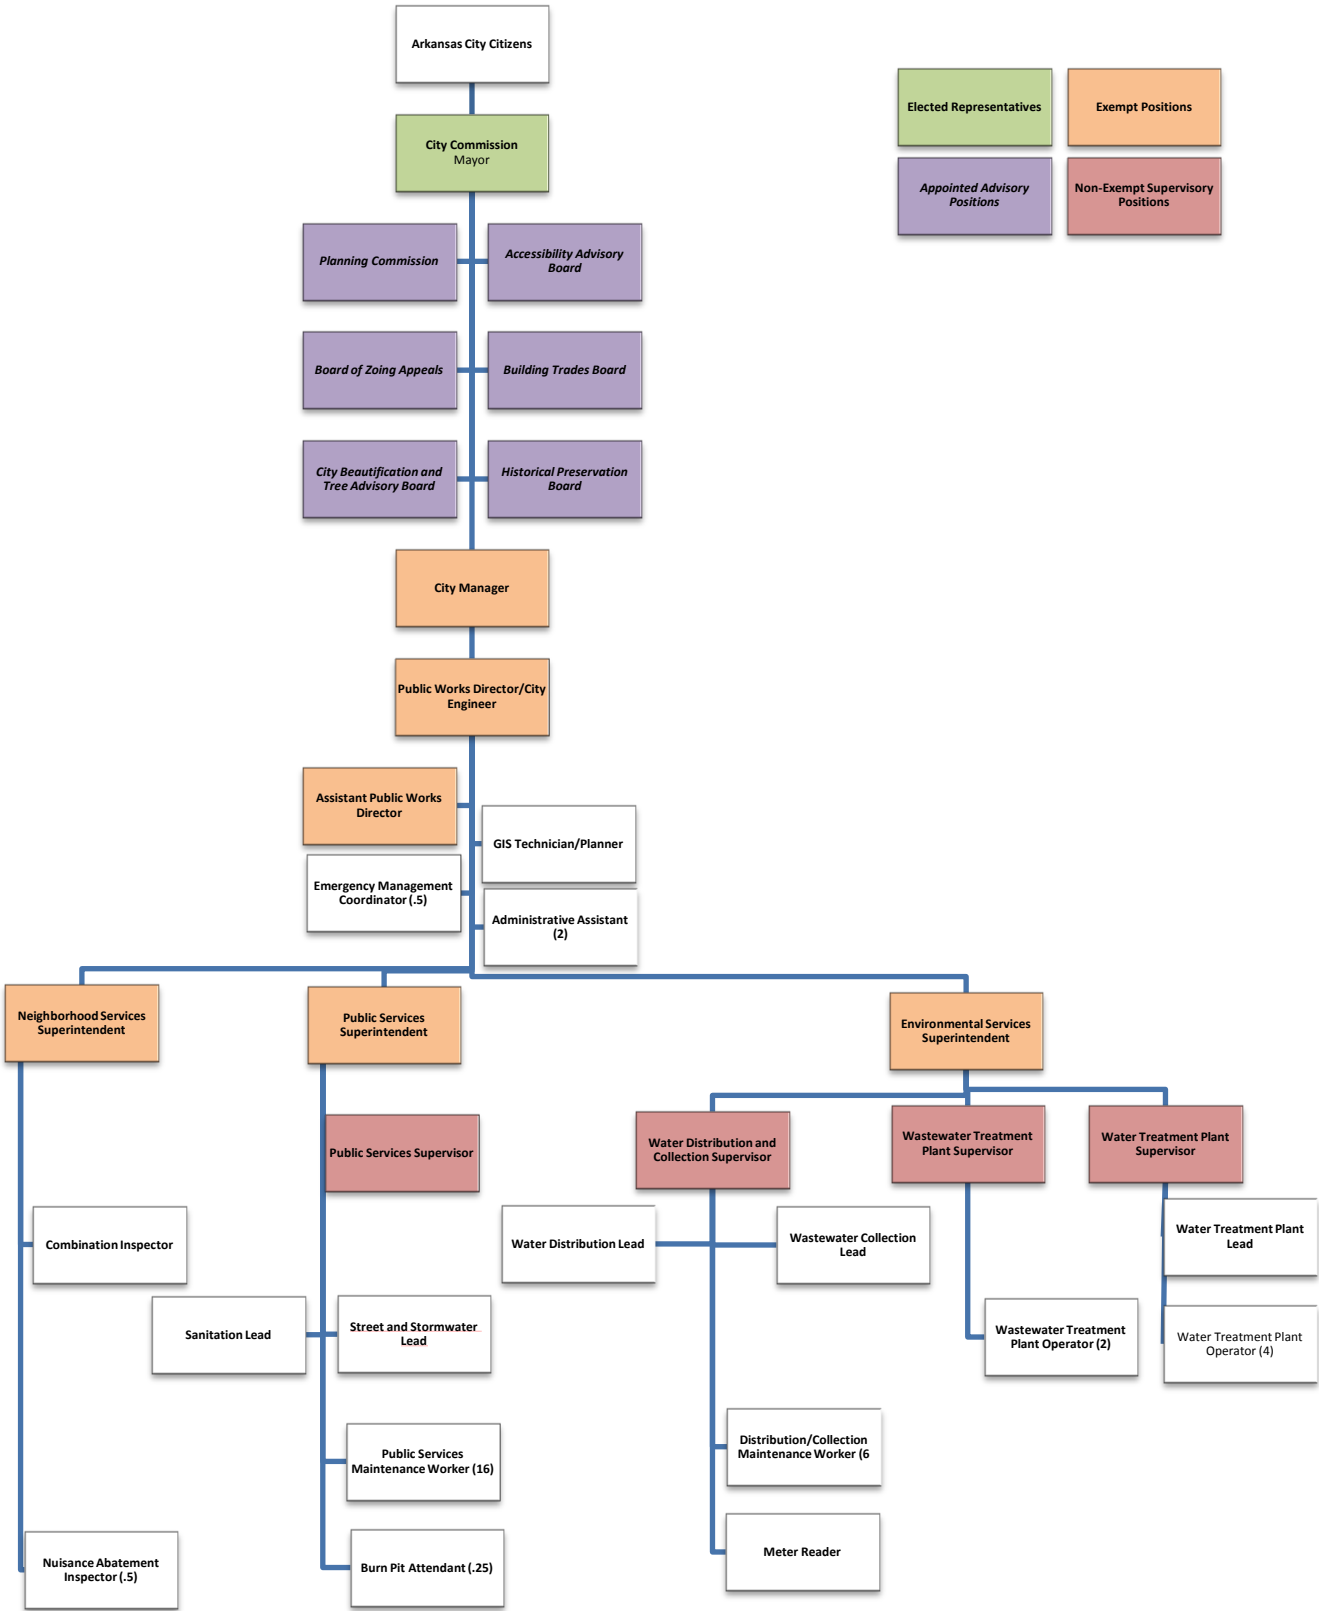 Arkansas City Citizens
Elected Representatives
Exempt Positions
City Commission
Mayor
Appointed Advisory
Positions
Non-Exempt Supervisory
Positions
Planning Commission
Accessibility Advisory
Board
Board of Zoing Appeals
Building Trades Board
City Beautification and
Tree Advisory Board
Historical Preservation
Board
City Manager
Public Works Director/City
Engineer
Assistant Public Works
Director
GIS Technician/Planner
Emergency Management
Coordinator (.5)
Administrative Assistant
(2)
Neighborhood Services
Superintendent
Public Services
Superintendent
Environmental Services
Superintendent
Public Services Supervisor
Water Distribution and
Collection Supervisor
Wastewater Treatment
Plant Supervisor
Water Treatment Plant
Supervisor
Combination Inspector
Water Distribution Lead
Wastewater Collection
Lead
Water Treatment Plant
Lead
Sanitation Lead
Street and Stormwater
Lead
Wastewater Treatment
Plant Operator (2)
Water Treatment Plant
Operator (4)
Public Services
Maintenance Worker (16)
Distribution/Collection
Maintenance Worker (6
Nuisance Abatement
Inspector (.5)
Burn Pit Attendant (.25)
Meter Reader